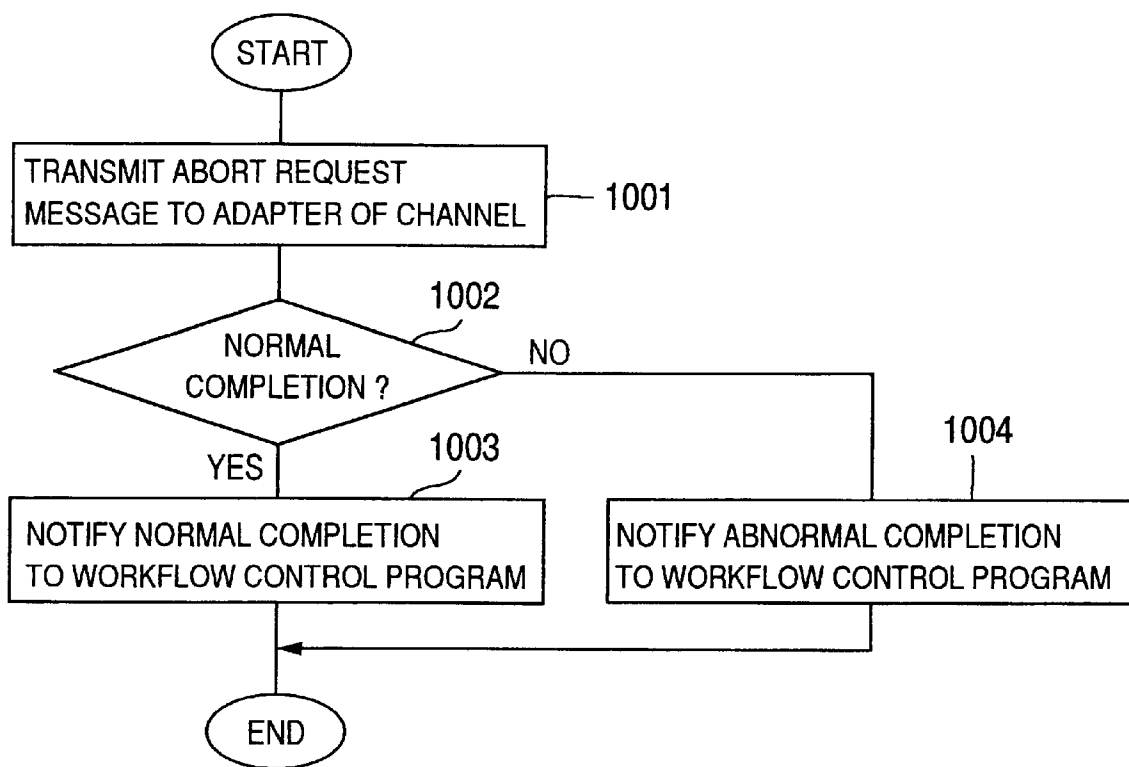 START
TRANSMIT ABORT REQUEST
MESSAGE TO ADAPTER OF CHANNEL
1001
1002
NORMAL
COMPLETION ?
NO
YES
1003
1004
NOTIFY NORMAL COMPLETION
TO WORKFLOW CONTROL PROGRAM
NOTIFY ABNORMAL COMPLETION
TO WORKFLOW CONTROL PROGRAM
END